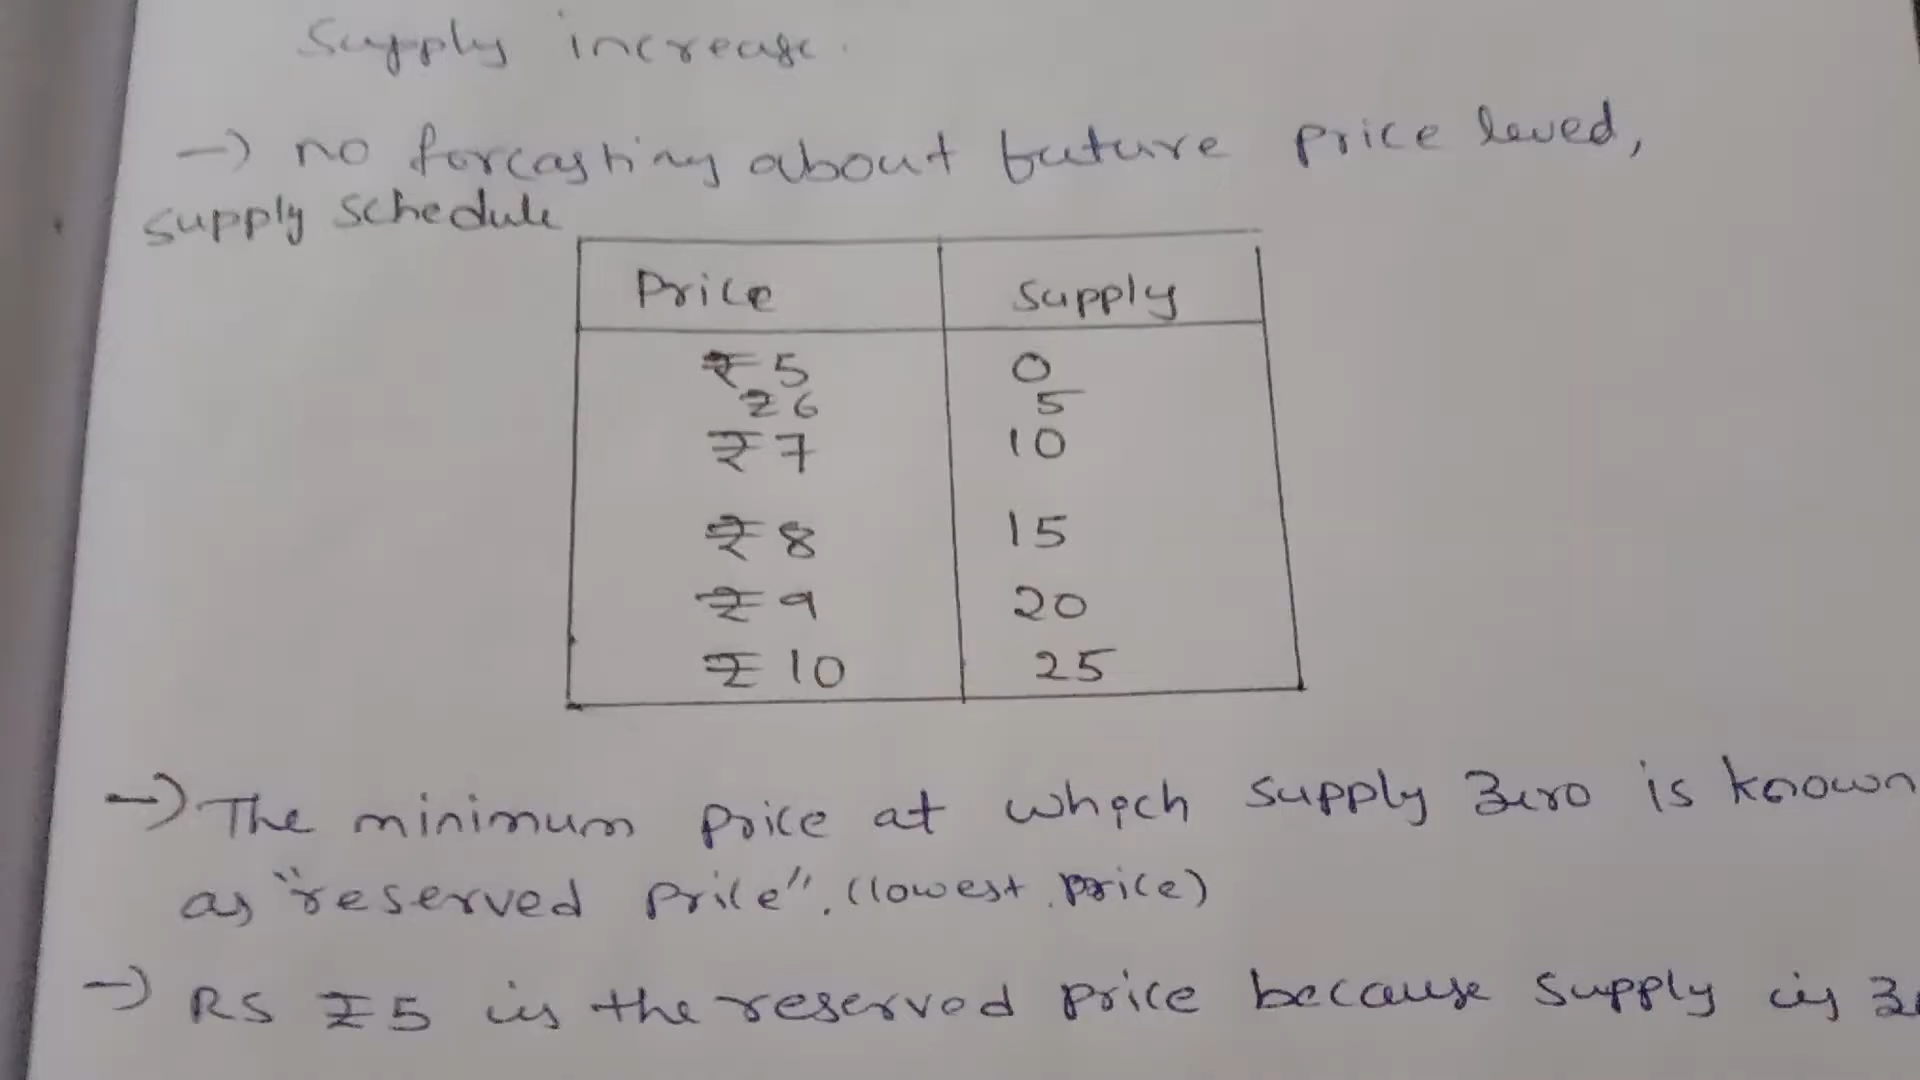 Supply increase.
→ no forcasting about future price leved,
supply schedule
Price Supply
₹5 0
₹6 5
₹7 10
₹8 15
₹9 20
₹10 25
→ The minimum price at which supply zero is known
as "reserved price". (lowest price)
→ RS ₹5 is the reserved price because supply is